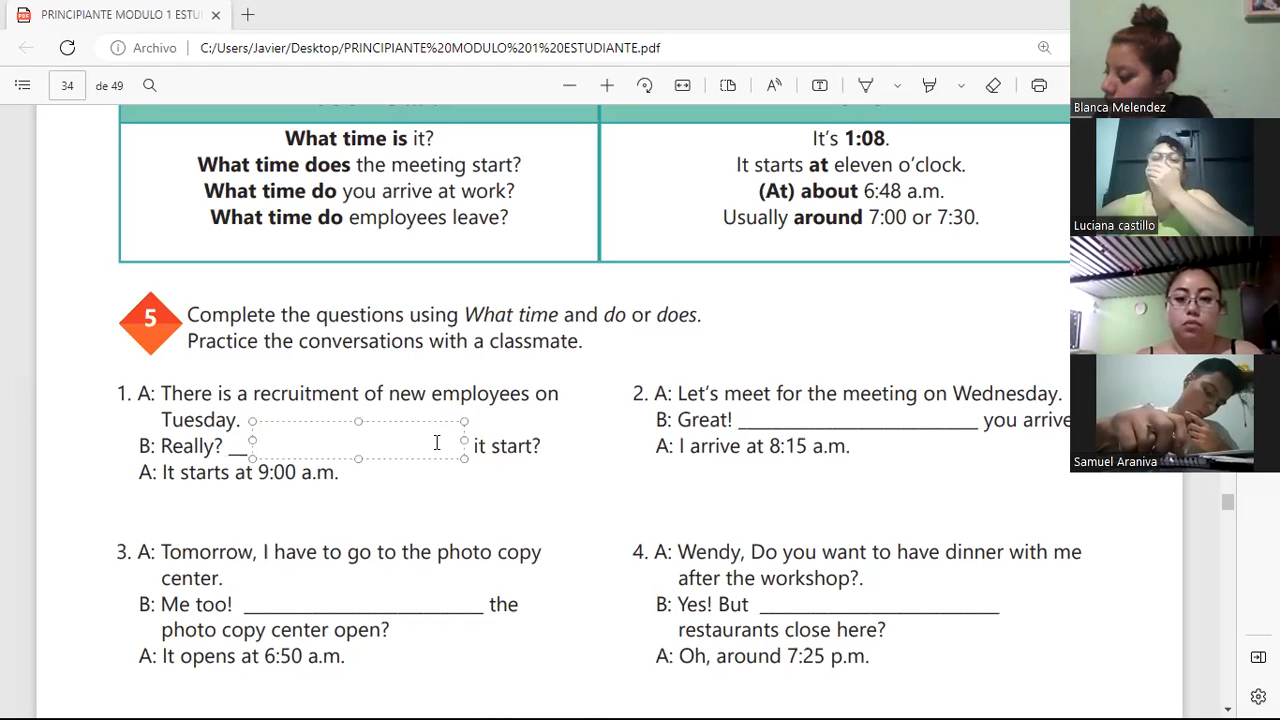 PRINCIPIANTE MODULO 1 ESTU
Archivo
C:/Users/Javier/Desktop/PRINCIPIANTE%20MODULO%201%20ESTUDIANTE.pdf
34 de 49
What time is it?
It's 1:08.
What time does the meeting start?
It starts at eleven o'clock.
What time do you arrive at work?
(At) about 6:48 a.m.
What time do employees leave?
Usually around 7:00 or 7:30.
5
Complete the questions using What time and do or does.
Practice the conversations with a classmate.
1. A: There is a recruitment of new employees on
Tuesday.
B: Really? __ it start?
A: It starts at 9:00 a.m.
2. A: Let's meet for the meeting on Wednesday.
B: Great! ______________________ you arrive
A: I arrive at 8:15 a.m.
3. A: Tomorrow, I have to go to the photo copy
center.
B: Me too! ______________________ the
photo copy center open?
A: It opens at 6:50 a.m.
4. A: Wendy, Do you want to have dinner with me
after the workshop?.
B: Yes! But ______________________
restaurants close here?
A: Oh, around 7:25 p.m.
Blanca Melendez
Luciana castillo
Samuel Araniva